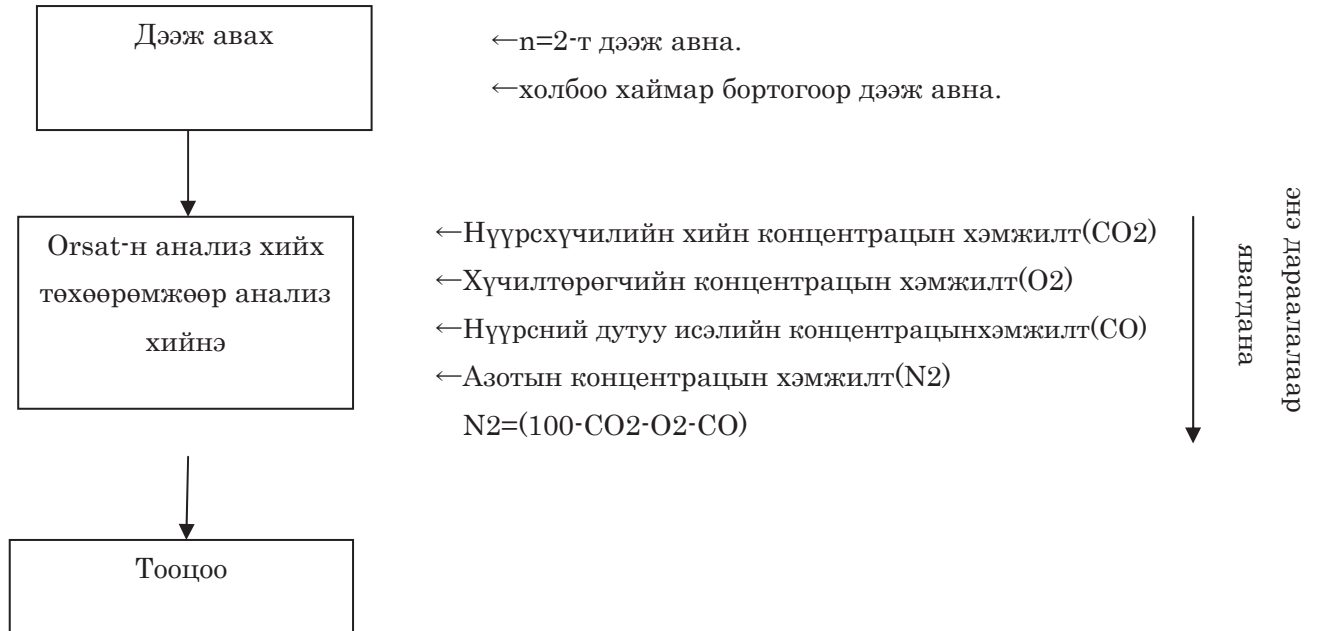 Дээж авах
←n=2-т дээж авна.
←холбоо хаймар бортогоор дээж авна.
Orsat-н анализ хийх
төхөөрөмжөөр анализ
хийнэ
←Нүүрсхүчилийн хийн концентрацын хэмжилт(CO2)
←Хүчилтөрөгчийн концентрацын хэмжилт(O2)
←Нүүрсний дутуу исэлийн концентрацынхэмжилт(CO)
←Азотын концентрацын хэмжилт(N2)
N2=(100-CO2-O2-CO)
энэ дарааалалаар
явагдана
Тооцоо